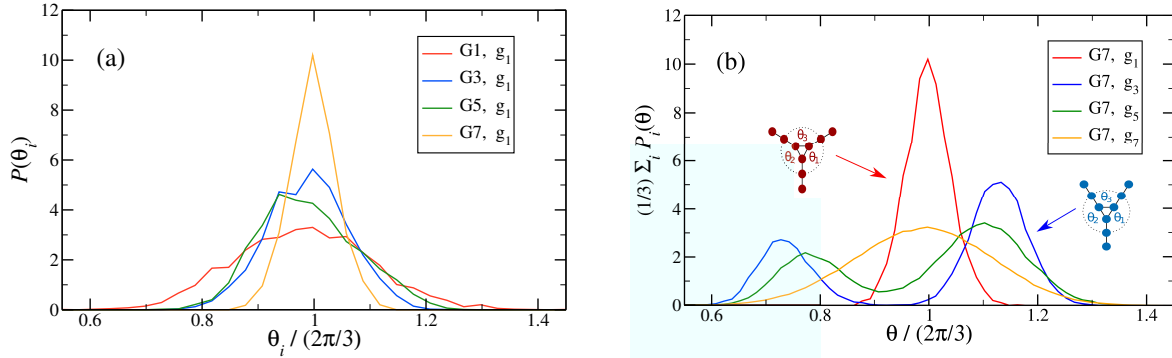 (a)
P(θᵢ)
12
10
8
6
4
2
0
0.6 0.8 1 1.2 1.4
θᵢ / (2π/3)
G1, g₁
G3, g₁
G5, g₁
G7, g₁
(b)
(1/3) Σᵢ Pᵢ(θ)
10
8
6
4
2
0
0.6 0.8 1 1.2 1.4
θ / (2π/3)
G7, g₁
G7, g₃
G7, g₅
G7, g₇
θ₃
θ₂ θ₁
θ₃
θ₂ θ₁